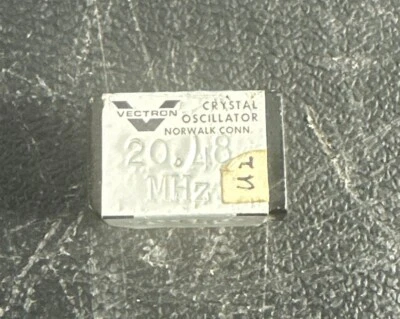 VECTRON
CRYSTAL
OSCILLATOR
NORWALK CONN.
20.48
MHz